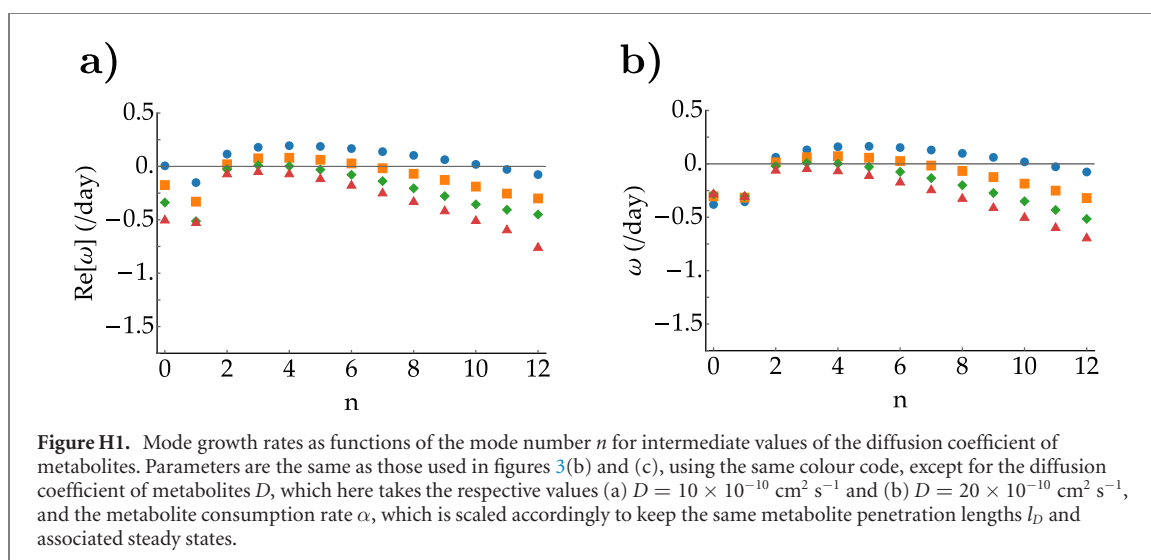 a)
0.5
0.
−0.5
−1.
−1.5
Re[ω] (/day)
0 2 4 6 8 10 12
n
b)
0.5
0.
−0.5
−1.
−1.5
ω (/day)
0 2 4 6 8 10 12
n
Figure H1. Mode growth rates as functions of the mode number n for intermediate values of the diffusion coefficient of
metabolites. Parameters are the same as those used in figures 3(b) and (c), using the same colour code, except for the diffusion
coefficient of metabolites D, which here takes the respective values (a) D = 10 × 10⁻¹⁰ cm² s⁻¹ and (b) D = 20 × 10⁻¹⁰ cm² s⁻¹,
and the metabolite consumption rate α, which is scaled accordingly to keep the same metabolite penetration lengths l_D and
associated steady states.